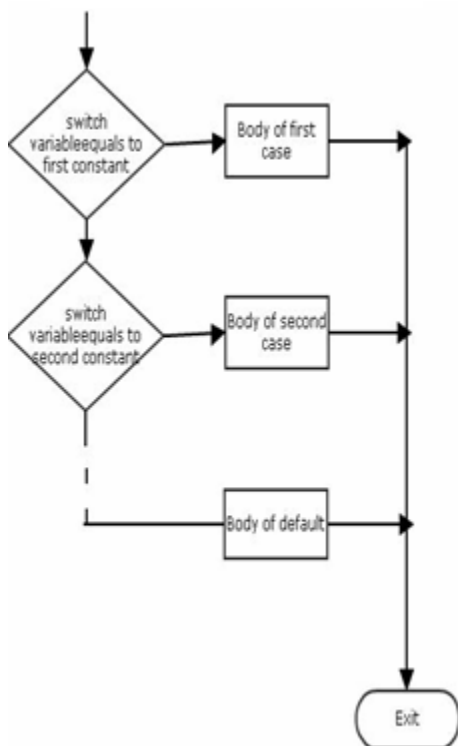 switch
variableequals to
first constant
Body of first
case
switch
variableequals to
second constant
Body of second
case
Body of default
Exit